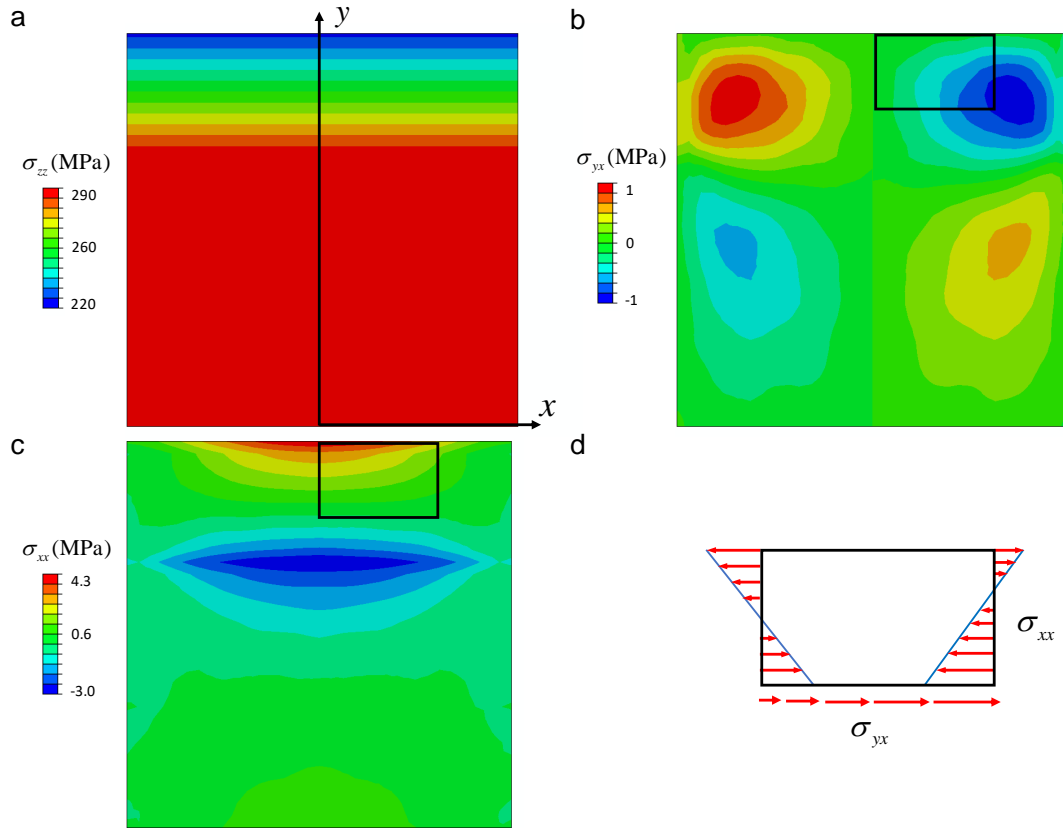 a
y
b
σzz(MPa)
290
260
220
x
σyx(MPa)
1
0
-1
c
d
σxx(MPa)
4.3
0.6
-3.0
σxx
σyx